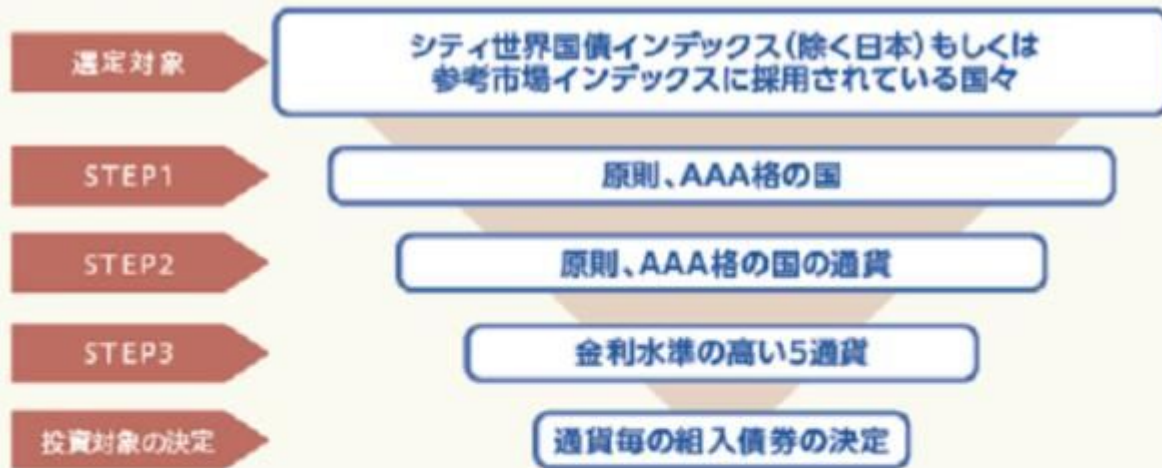 選定対象
シティ世界国債インデックス(除く日本)もしくは
参考市場インデックスに採用されている国々
STEP1
原則、AAA格の国
STEP2
原則、AAA格の国の通貨
STEP3
金利水準の高い5通貨
投資対象の決定
通貨毎の組入債券の決定